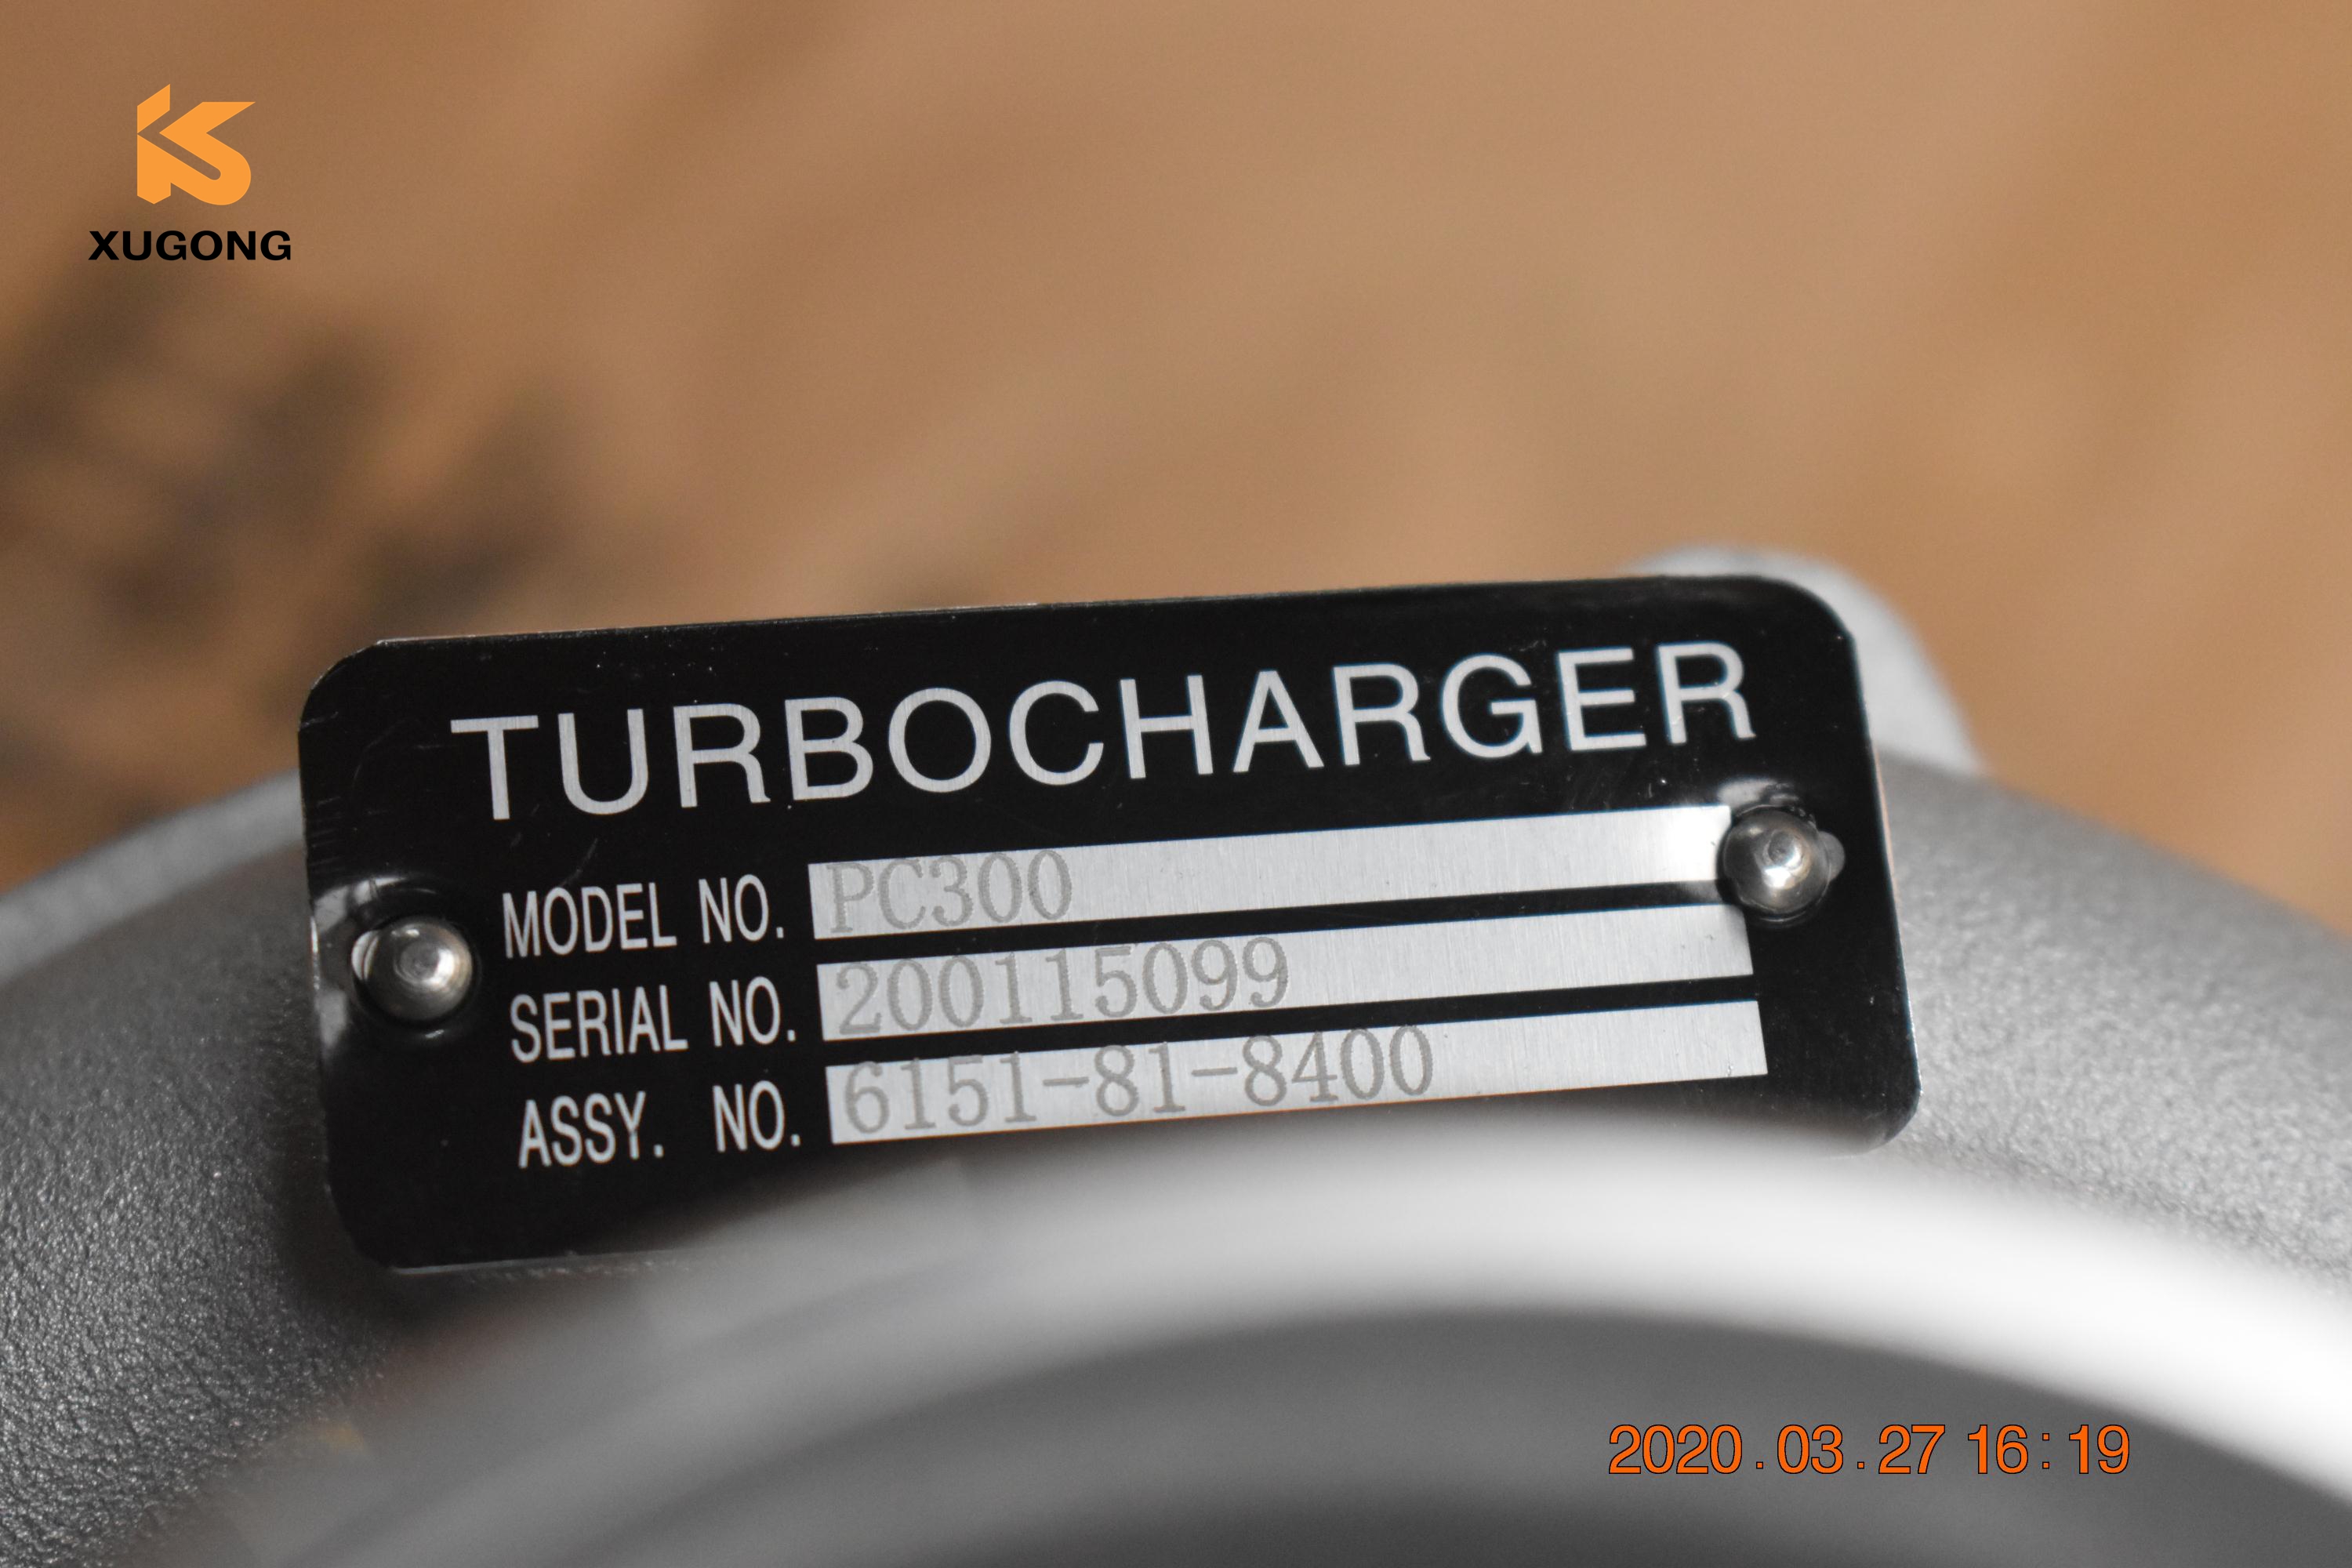 XUGONG
TURBOCHARGER
MODEL NO. PC300
SERIAL NO. 200115099
ASSY. NO. 6151-81-8400
2020.03.27 16:19